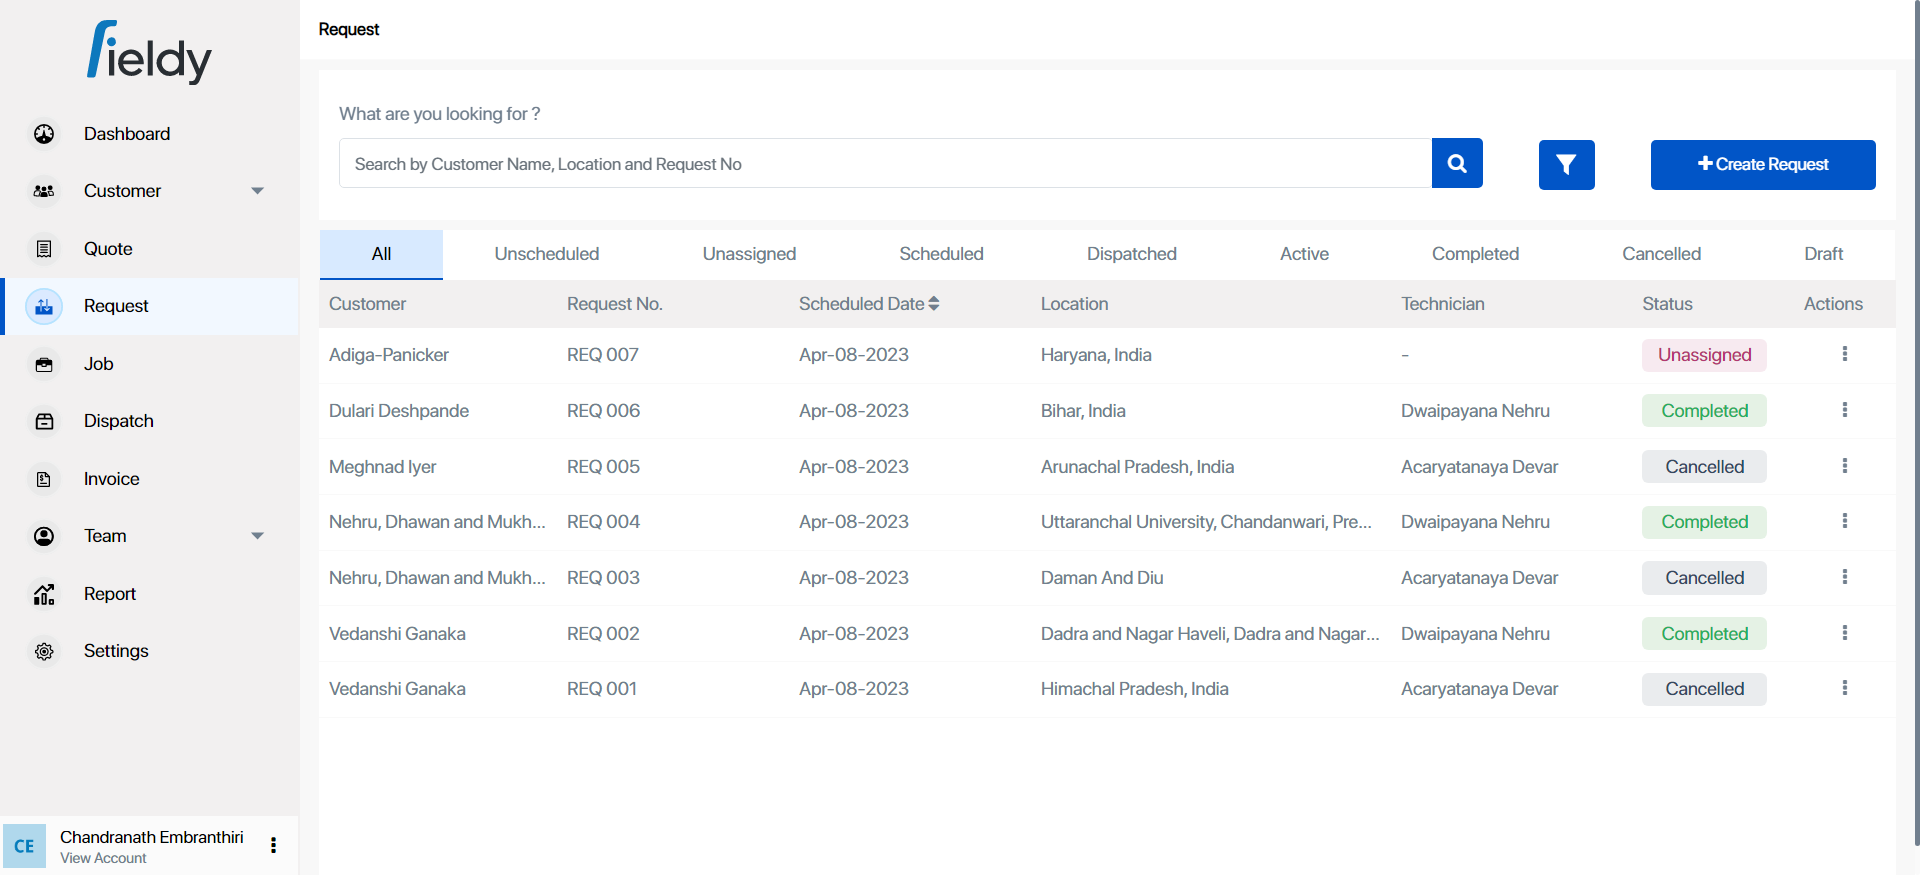 fieldy
Dashboard
Customer
Quote
Request
Job
Dispatch
Invoice
Team
Report
Settings
CE
Chandranath Embranthiri
View Account
Request
What are you looking for ?
Search by Customer Name, Location and Request No
Create Request
All Unscheduled Unassigned Scheduled Dispatched Active Completed Cancelled Draft
Customer Request No. Scheduled Date Location Technician Status Actions
Adiga-Panicker REQ 007 Apr-08-2023 Haryana, India - Unassigned
Dulari Deshpande REQ 006 Apr-08-2023 Bihar, India Dwaipayana Nehru Completed
Meghnad Iyer REQ 005 Apr-08-2023 Arunachal Pradesh, India Acaryatanaya Devar Cancelled
Nehru, Dhawan and Mukh... REQ 004 Apr-08-2023 Uttaranchal University, Chandanwari, Pre... Dwaipayana Nehru Completed
Nehru, Dhawan and Mukh... REQ 003 Apr-08-2023 Daman And Diu Acaryatanaya Devar Cancelled
Vedanshi Ganaka REQ 002 Apr-08-2023 Dadra and Nagar Haveli, Dadra and Nagar... Dwaipayana Nehru Completed
Vedanshi Ganaka REQ 001 Apr-08-2023 Himachal Pradesh, India Acaryatanaya Devar Cancelled